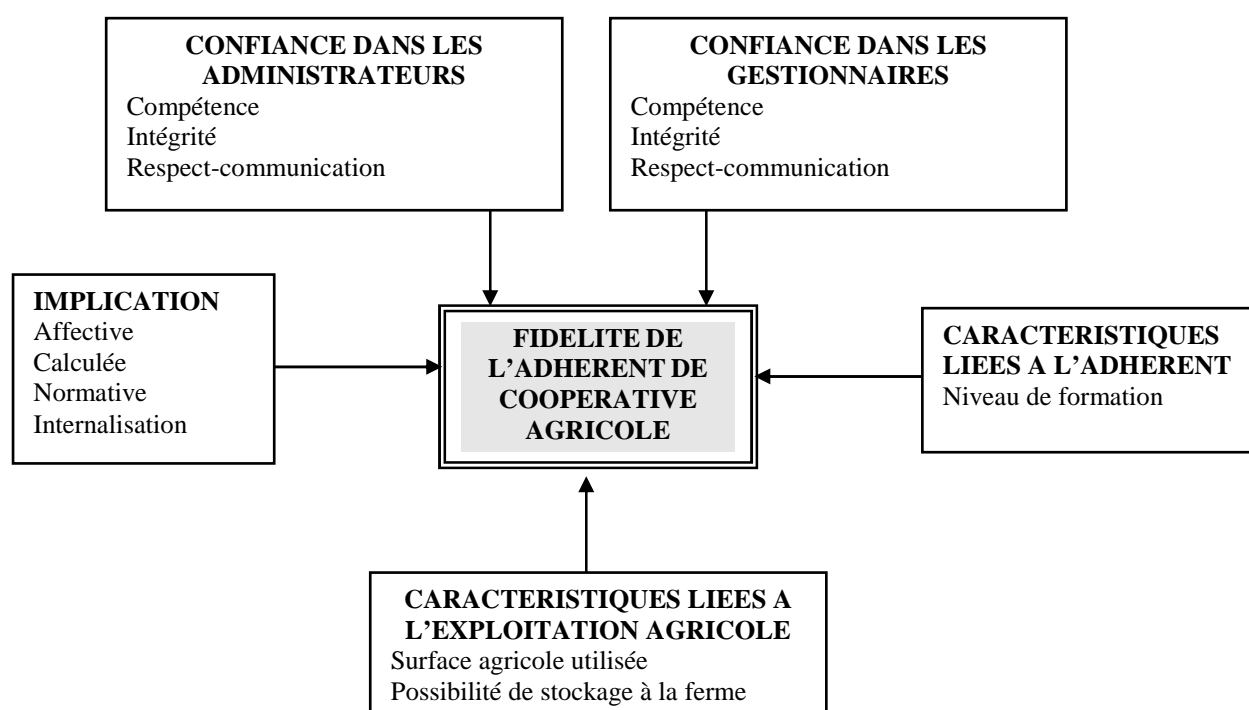 CONFIANCE DANS LES
ADMINISTRATEURS
Compétence
Intégrité
Respect-communication
CONFIANCE DANS LES
GESTIONNAIRES
Compétence
Intégrité
Respect-communication
IMPLICATION
Affective
Calculée
Normative
Internalisation
FIDELITE DE
L’ADHERENT DE
COOPERATIVE
AGRICOLE
CARACTERISTIQUES
LIEES A L’ADHERENT
Niveau de formation
CARACTERISTIQUES LIEES A
L’EXPLOITATION AGRICOLE
Surface agricole utilisée
Possibilité de stockage à la ferme